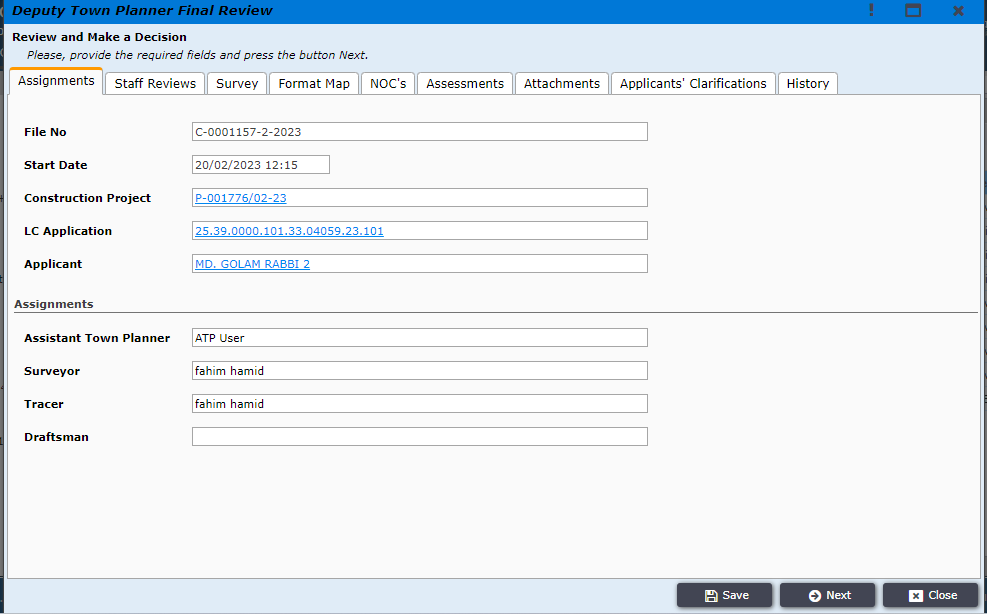 Deputy Town Planner Final Review
Review and Make a Decision
Please, provide the required fields and press the button Next.
Assignments Staff Reviews Survey Format Map NOC's Assessments Attachments Applicants' Clarifications History
File No C-0001157-2-2023
Start Date 20/02/2023 12:15
Construction Project P-001776/02-23
LC Application 25.39.0000.101.33.04059.23.101
Applicant MD. GOLAM RABBI 2
Assignments
Assistant Town Planner ATP User
Surveyor fahim hamid
Tracer fahim hamid
Draftsman
Save Next Close